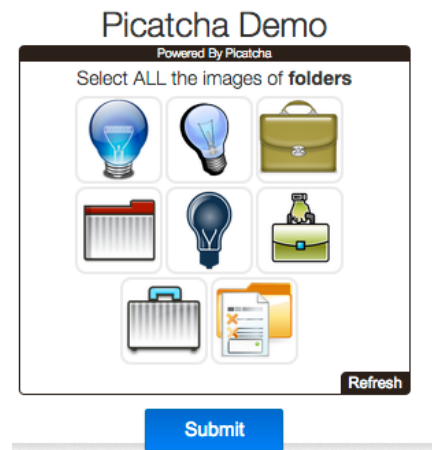 Picatcha Demo
Powered By Picatcha
Select ALL the images of folders
Refresh
Submit